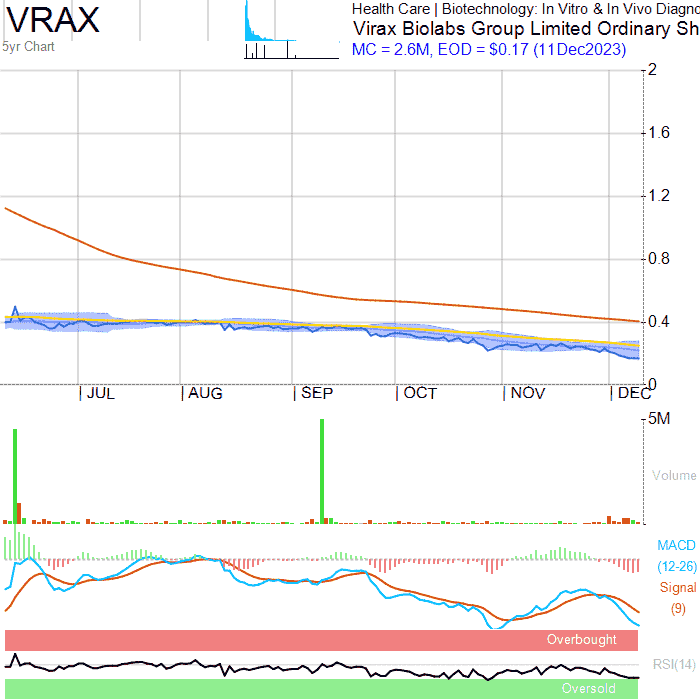 VRAX
5yr Chart
Health Care | Biotechnology: In Vitro & In Vivo Diagno
Virax Biolabs Group Limited Ordinary Sh
MC = 2.6M, EOD = $0.17 (11Dec2023)
2
1.6
1.2
0.8
0.4
0
JUL AUG SEP OCT NOV DEC
5M
Volume
MACD
(12-26)
Signal
(9)
Overbought
RSI(14)
Oversold